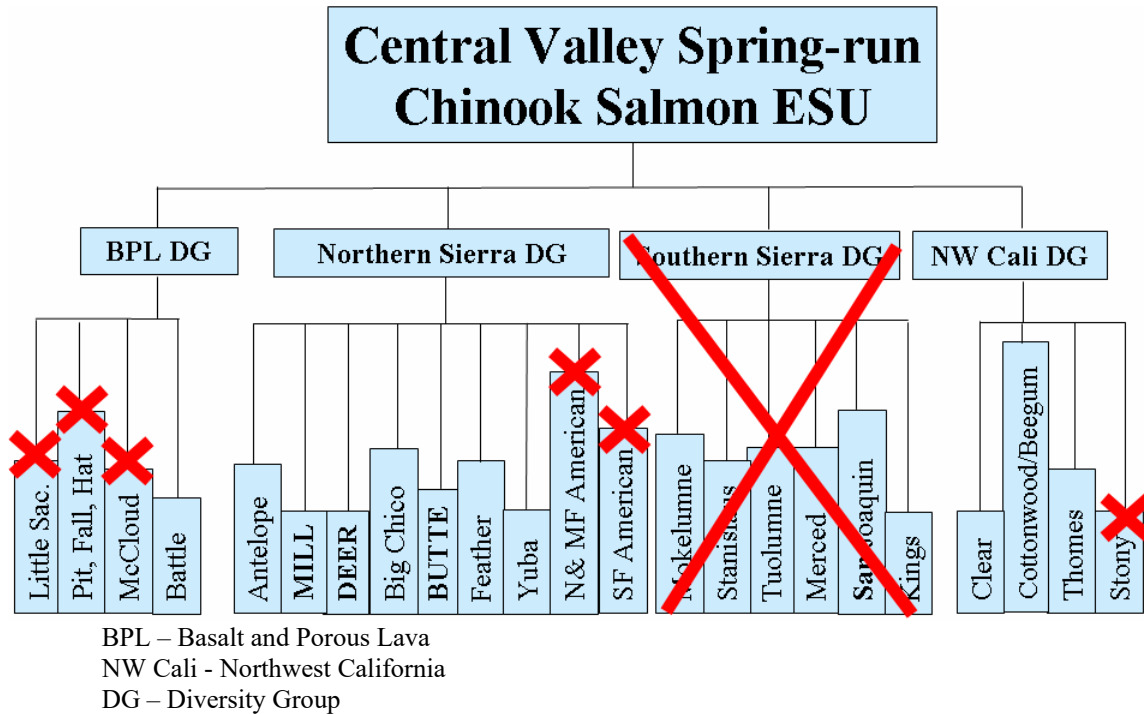 Central Valley Spring-run
Chinook Salmon ESU
BPL DG
Northern Sierra DG
Southern Sierra DG
NW Cali DG
Little Sac.
Pit, Fall, Hat
McCloud
Battle
Antelope
MILL
DEER
Big Chico
BUTTE
Feather
Yuba
N& MF American
SF American
Mokelumne
Stanislaus
Tuolumne
Merced
San Joaquin
Kings
Clear
Cottonwood/Beegum
Thomes
Stony
BPL – Basalt and Porous Lava
NW Cali - Northwest California
DG – Diversity Group